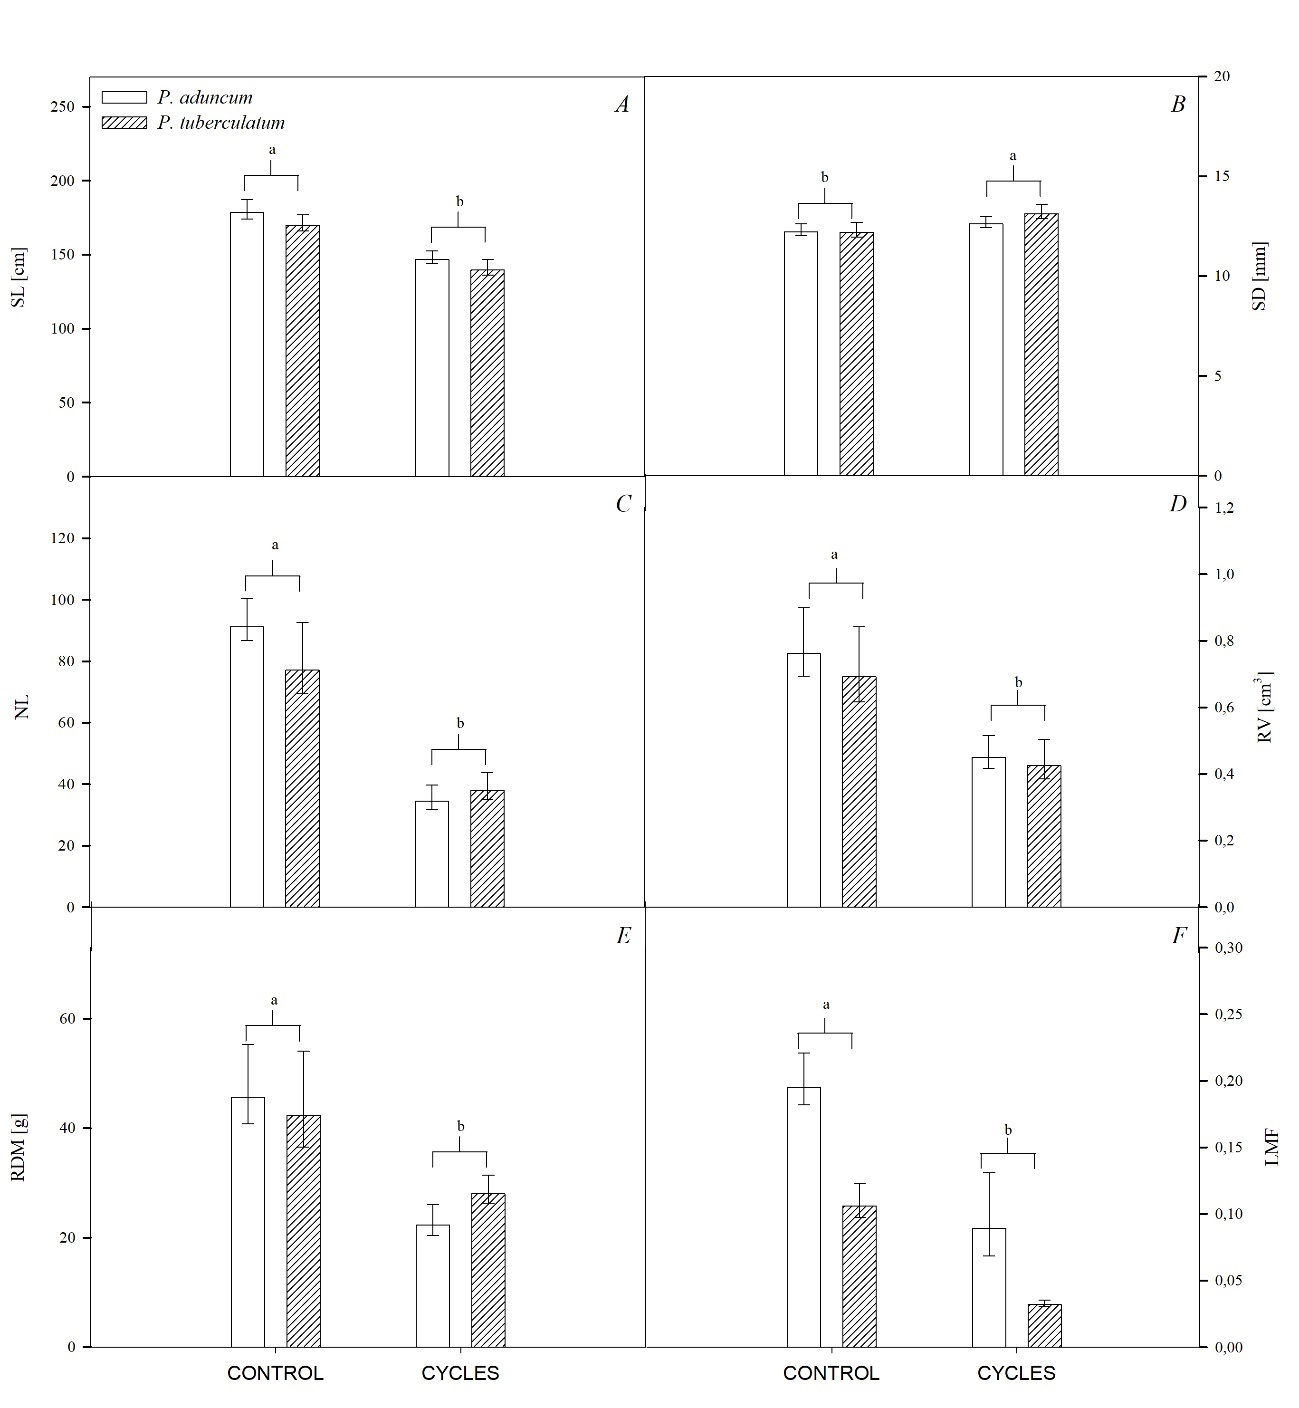 P. aduncum
P. tuberculatum
A
B
SL [cm]
250
200
150
100
50
0
a
b
b
a
20
15
10
5
0
SD [mm]
C
D
NL
120
100
80
60
40
20
0
a
b
a
b
1,2
1,0
0,8
0,6
0,4
0,2
0,0
RV [cm³]
E
F
RDM [g]
60
40
20
0
a
b
a
b
0,30
0,25
0,20
0,15
0,10
0,05
0,00
LMF
CONTROL CYCLES CONTROL CYCLES